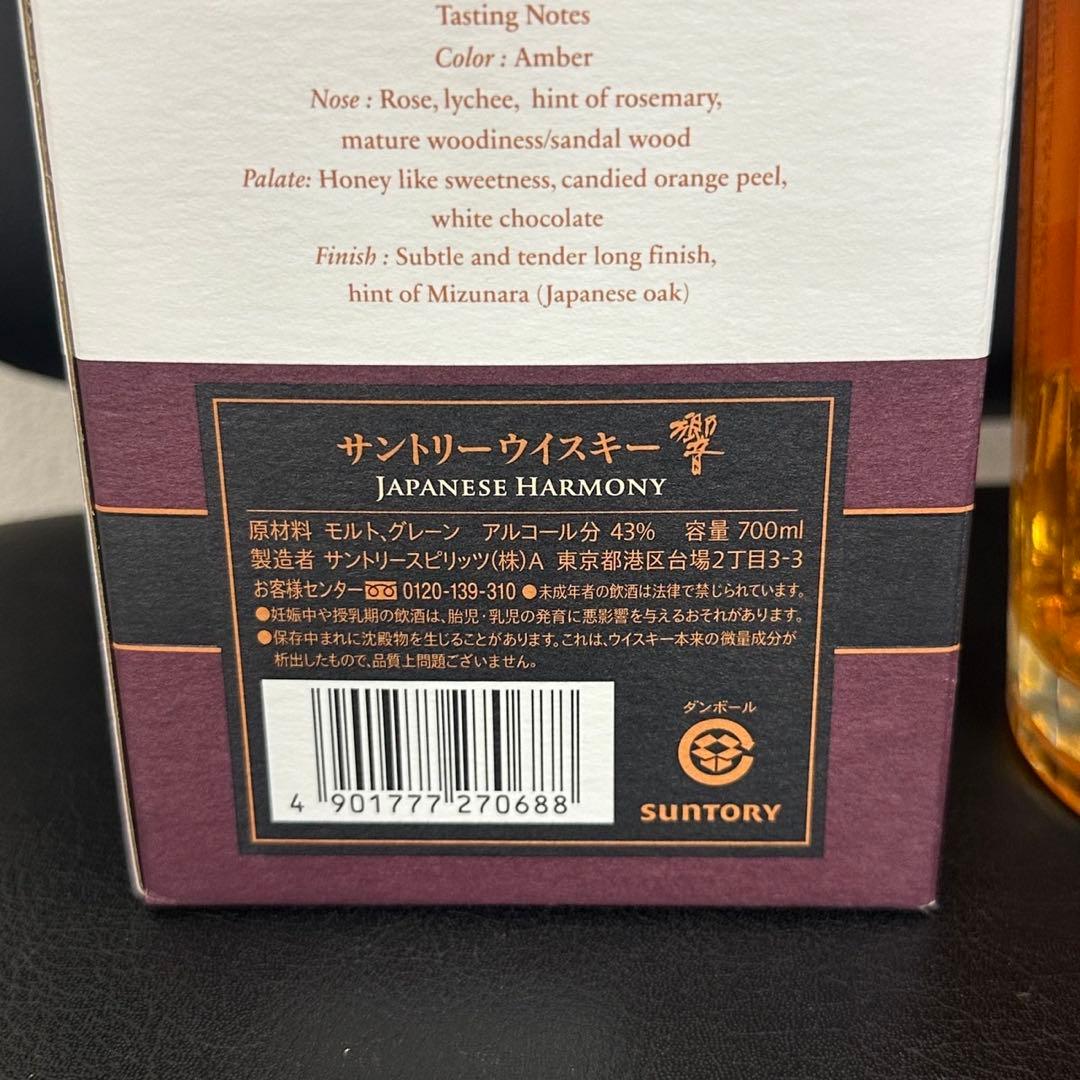 Tasting Notes
Color : Amber
Nose : Rose, lychee, hint of rosemary,
mature woodiness/sandal wood
Palate: Honey like sweetness, candied orange peel,
white chocolate
Finish : Subtle and tender long finish,
hint of Mizunara (Japanese oak)
サントリーウイスキー 響
JAPANESE HARMONY
原材料 モルト、グレーン アルコール分 43% 容量 700ml
製造者 サントリースピリッツ(株)A 東京都港区台場2丁目3-3
お客様センター 0120-139-310 ●未成年者の飲酒は法律で禁じられています。
●妊娠中や授乳期の飲酒は、胎児・乳児の発育に悪影響を与えるおそれがあります。
●保存中まれに沈殿物を生じることがあります。これは、ウイスキー本来の微量成分が
析出したもので、品質上問題ございません。
ダンボール
4 901777 270688
SUNTORY